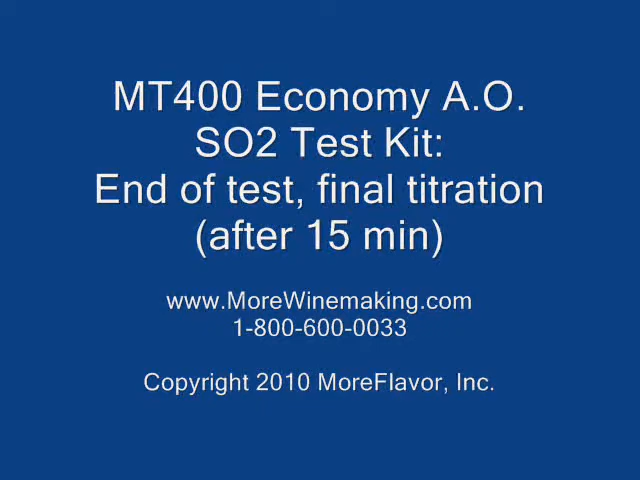 MT400 Economy A.O.
SO2 Test Kit:
End of test, final titration
(after 15 min)
www.MoreWinemaking.com
1-800-600-0033
Copyright 2010 MoreFlavor, Inc.